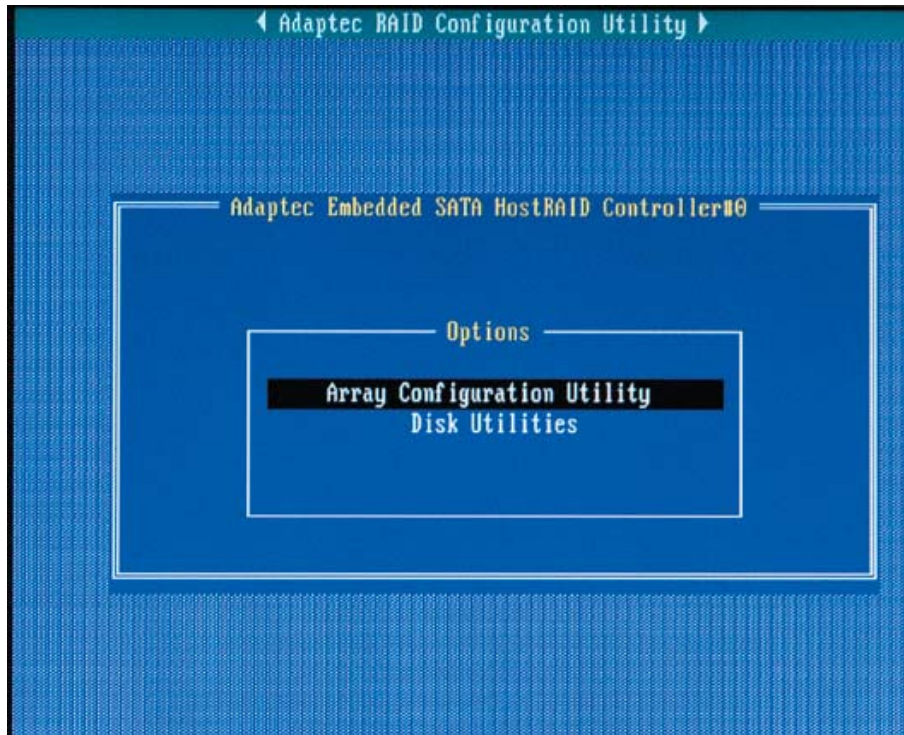 Adaptec RAID Configuration Utility
Adaptec Embedded SATA HostRAID Controller#0
Options
Array Configuration Utility
Disk Utilities